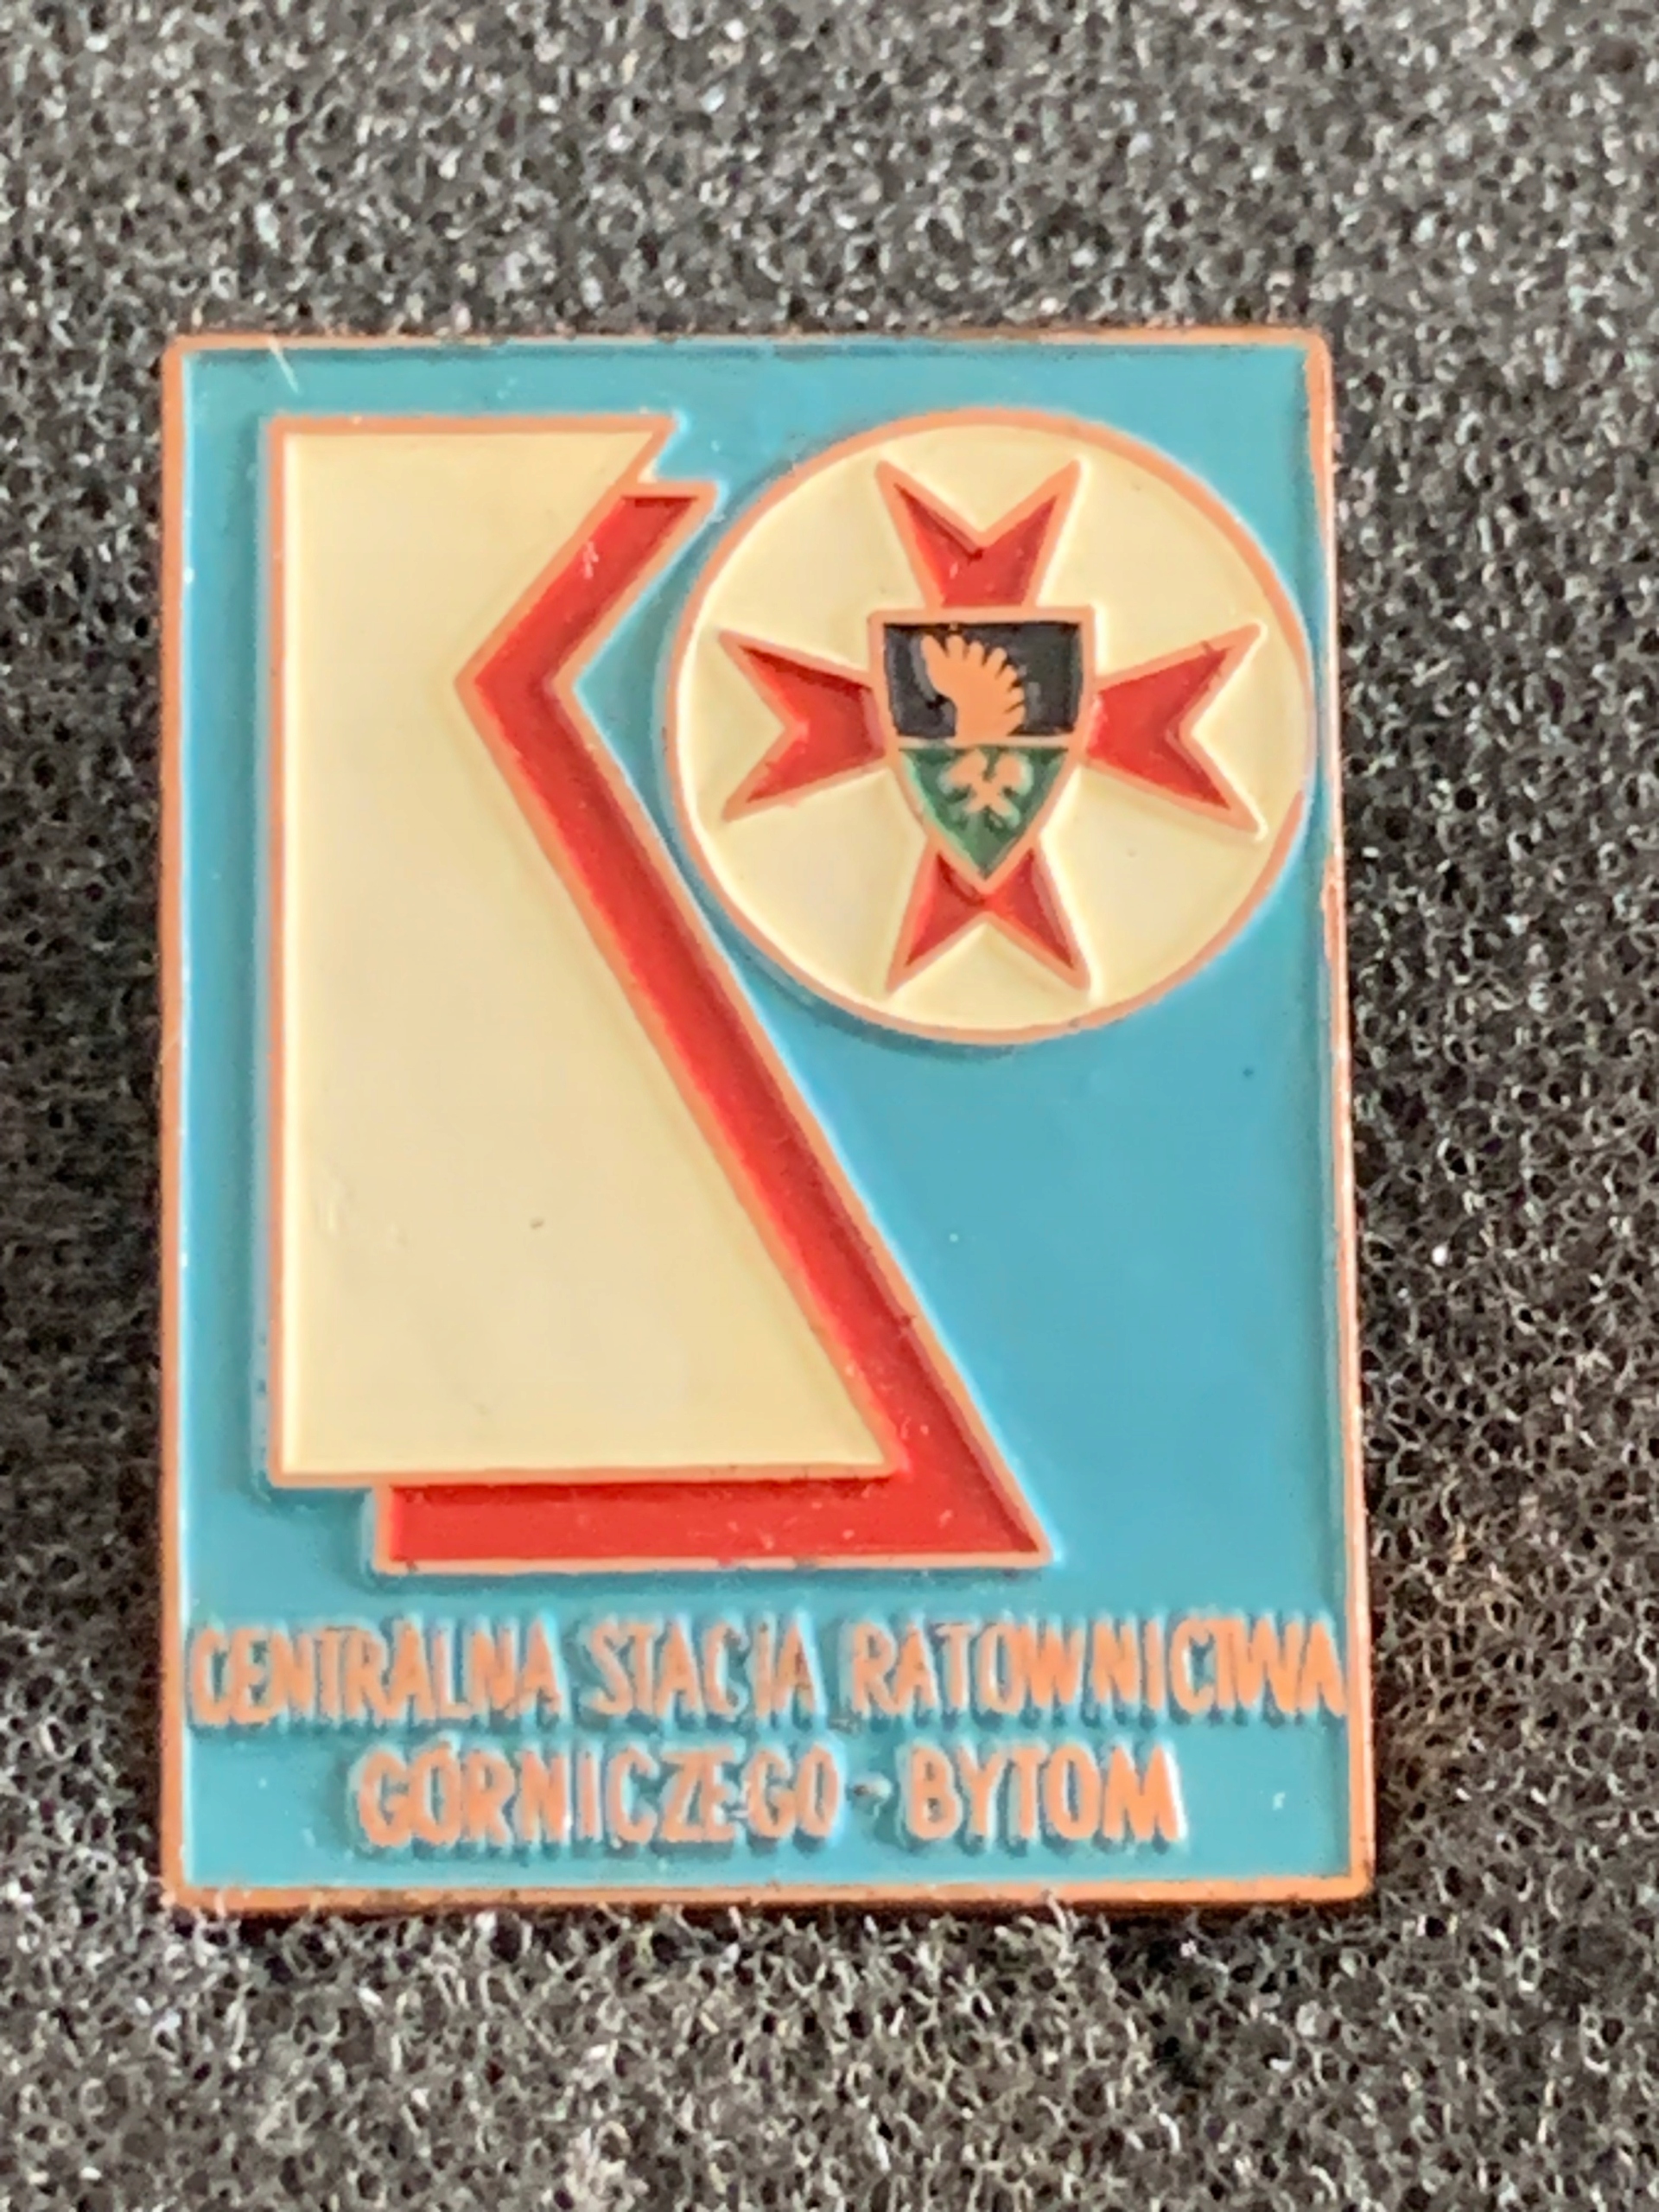 CENTRALNA STACJA RATOWNICTWA
GÓRNICZEGO - BYTOM